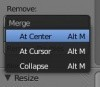 Remove:
Merge
At Center Alt M
At Cursor Alt M
Collapse Alt M
Resize